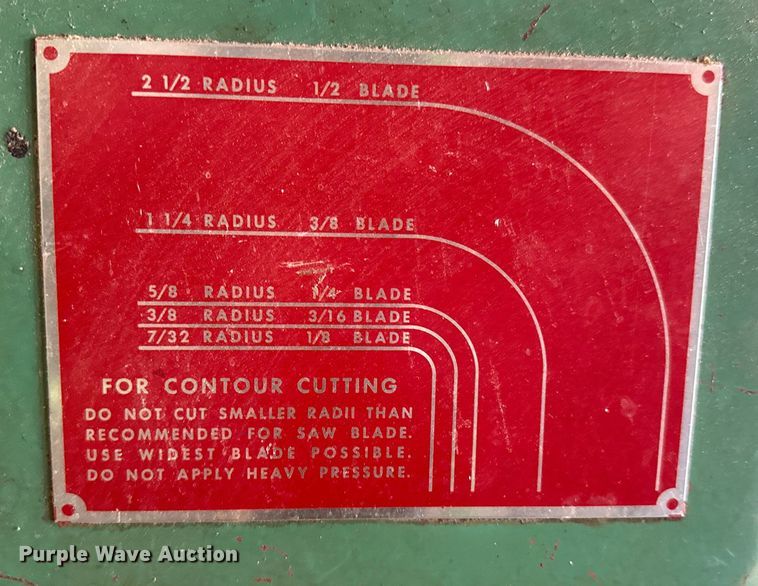 2 1/2 RADIUS 1/2 BLADE
1 1/4 RADIUS 3/8 BLADE
5/8 RADIUS 1/4 BLADE
3/8 RADIUS 3/16 BLADE
7/32 RADIUS 1/8 BLADE
FOR CONTOUR CUTTING
DO NOT CUT SMALLER RADII THAN
RECOMMENDED FOR SAW BLADE.
USE WIDEST BLADE POSSIBLE.
DO NOT APPLY HEAVY PRESSURE.
Purple Wave Auction